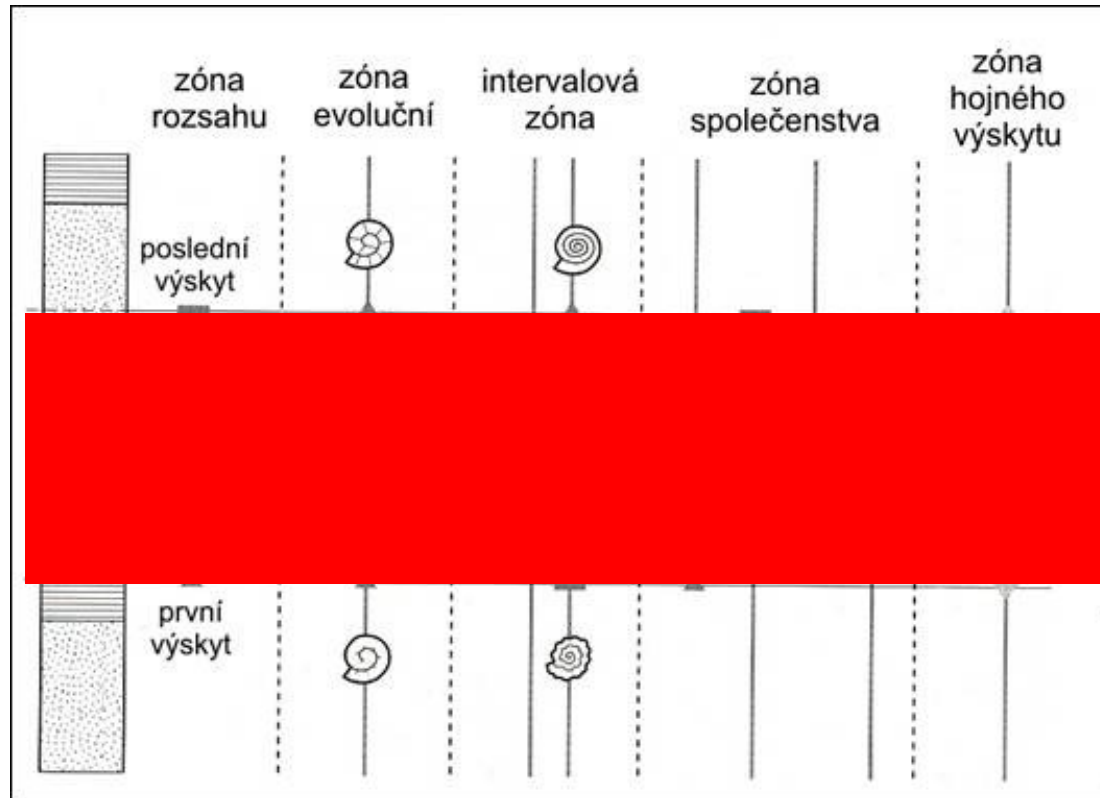 zóna
rozsahu
zóna
evoluční
intervalová
zóna
zóna
společenstva
zóna
hojného
výskytu
poslední
výskyt
první
výskyt